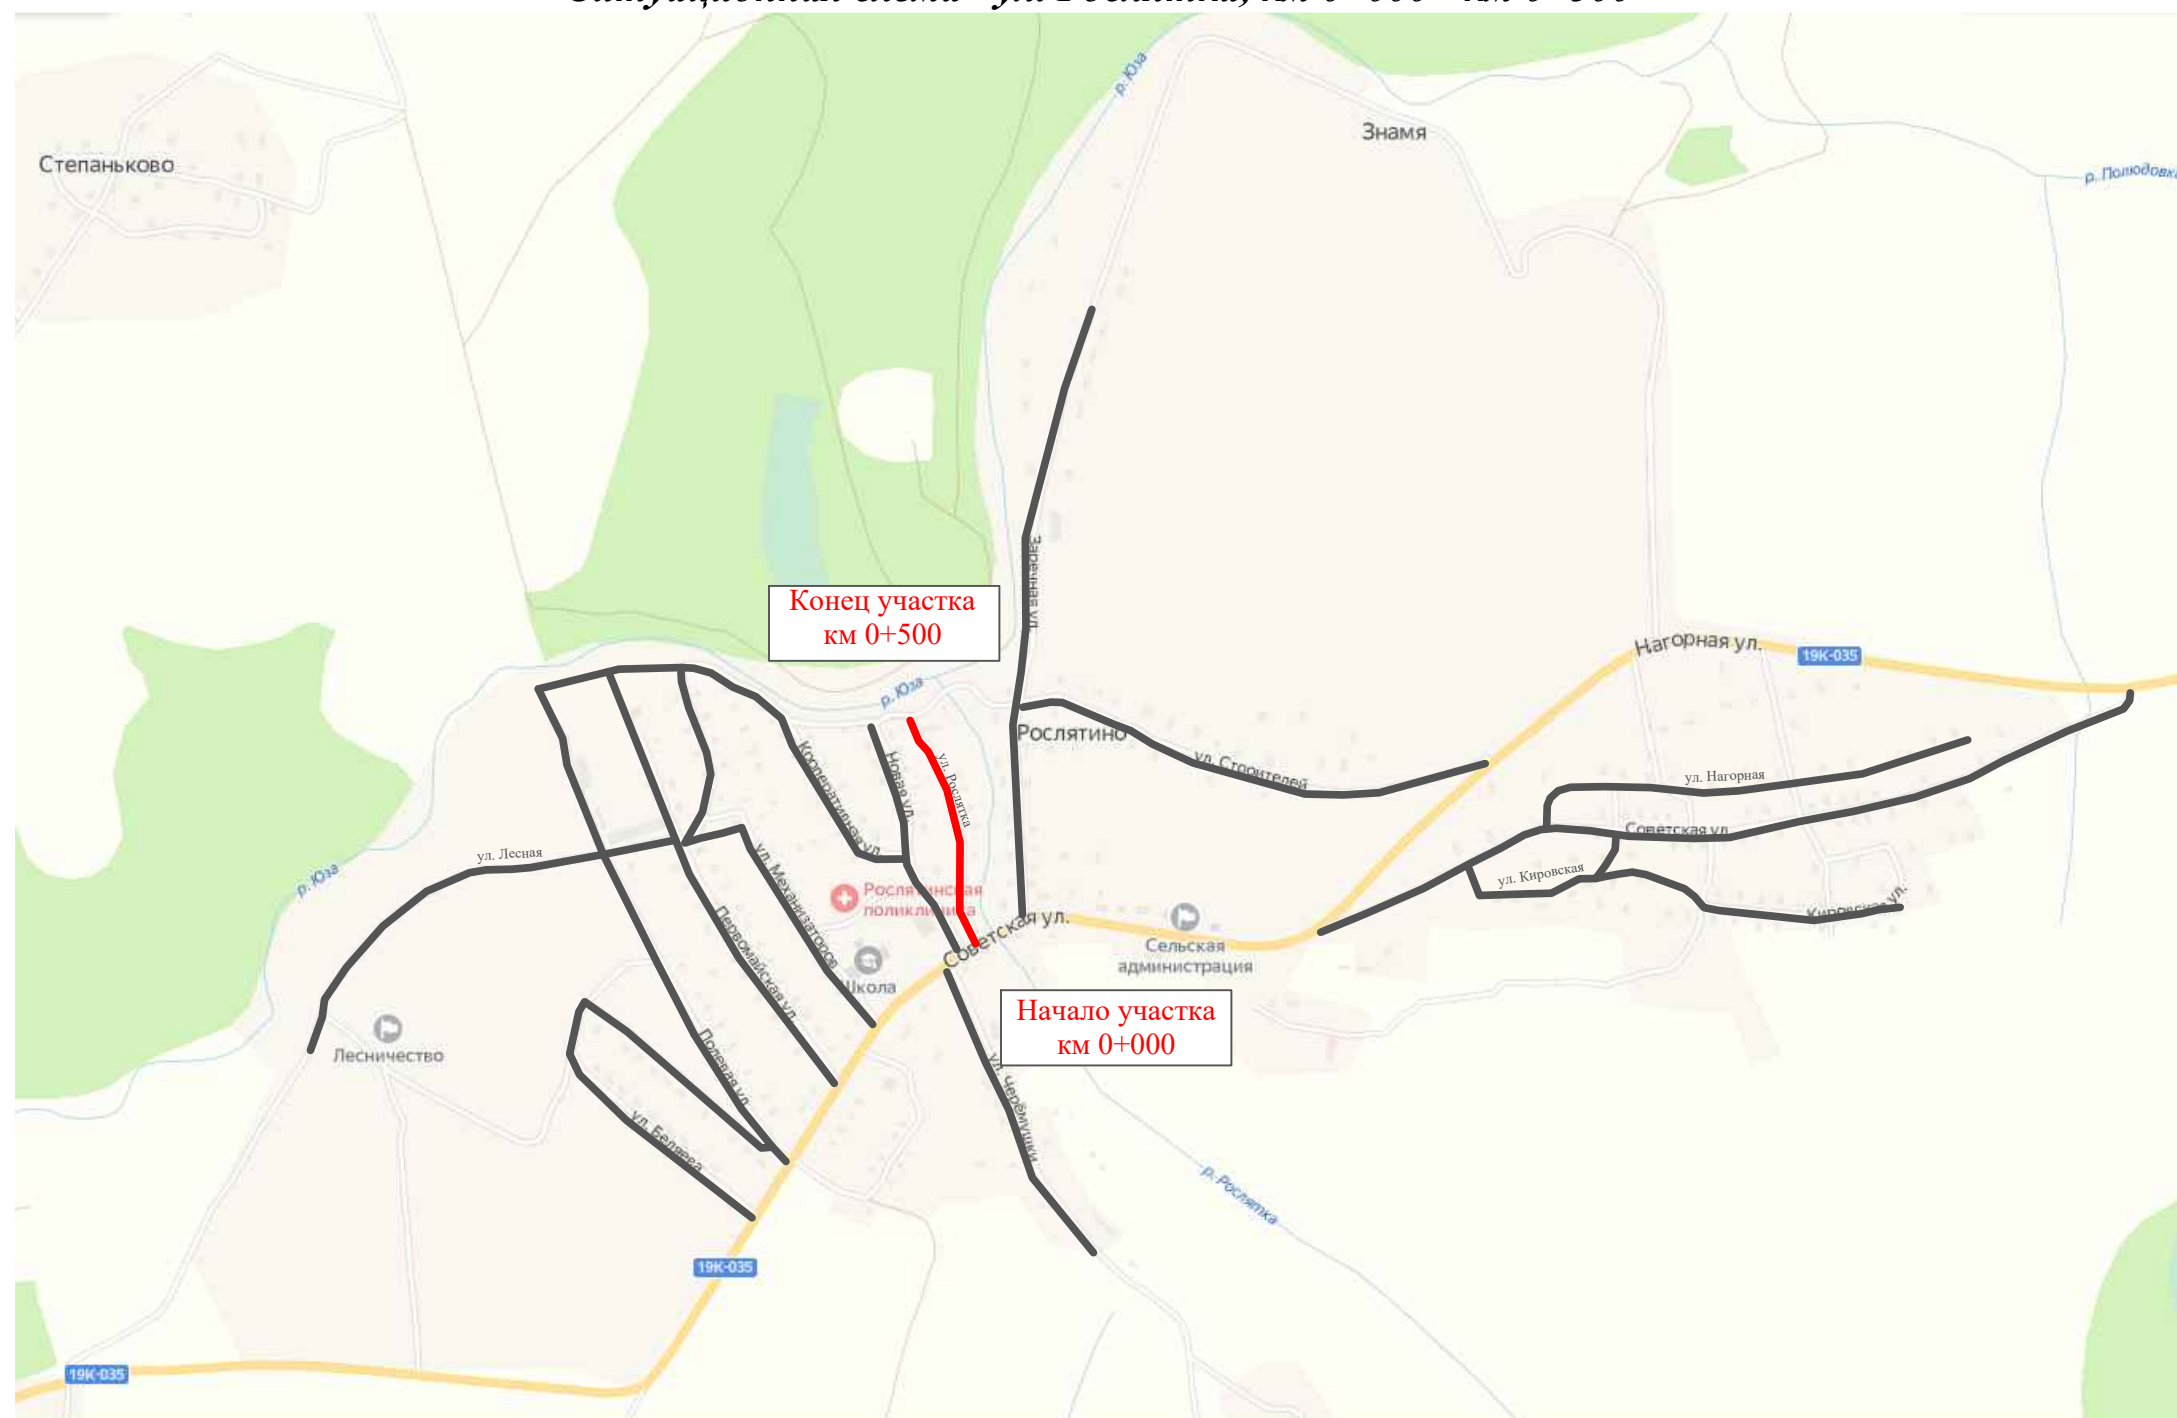 р. Юза
Знамя
Степаньково
р. Полюдовка
Заречная ул.
Конец участка
км 0+500
Нагорная ул.
19К-035
р. Юза
Рослятино
ул. Строителей
Кооперативная ул.
Новая ул.
ул. Рослятка
ул. Нагорная
Советская ул.
ул. Лесная
ул. Механизаторов
р. Юза
Рослятинская
поликлиника
ул. Кировская
Кировская ул.
Первомайская ул.
Советская ул.
Сельская
администрация
Школа
Начало участка
км 0+000
Лесничество
Полевая ул.
ул. Черёмушки
ул. Беляева
р. Рослятка
19К-035
19К-035